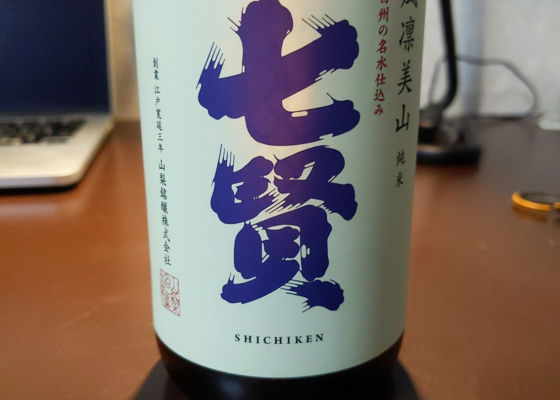 風凛美山 純米
白州の名水仕込み
七賢
創業 江戸寛延三年 山梨銘醸株式会社
SHICHIKEN